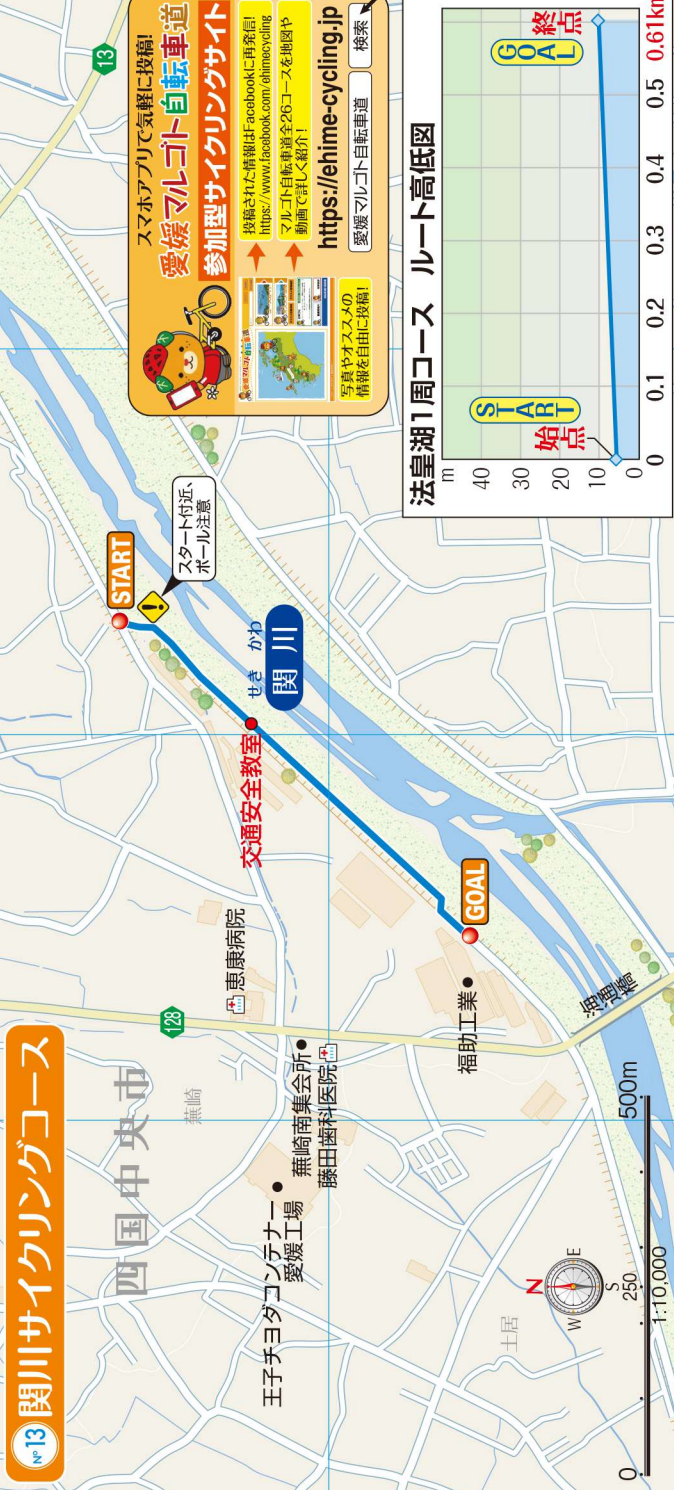 Nº13 関川サイクリングコース
四国中央市
蕪崎
128
恵康病院
蕪崎南集会所
藤田歯科医院
王子チヨダコンテナー
愛媛工場
福助工業
土居
海通橋
交通安全教室
せき かわ
関川
START
スタート付近、
ポール注意
GOAL
13
N
E
S
W
0
250
500m
1:10,000
スマホアプリで気軽に投稿!
愛媛マルゴト自転車道
参加型サイクリングサイト
投稿された情報はFacebookに再発信!
https://www.facebook.com/ehimecycling
マルゴト自転車道全26コースを地図や
動画で詳しく紹介!
写真やオススメの
情報を自由に投稿!
https://ehime-cycling.jp
愛媛マルゴト自転車道 検索
法皇湖1周コース ルート高低図
m
40
30
20
10
0
START
始点
GOAL
終点
0 0.1 0.2 0.3 0.4 0.5 0.61km